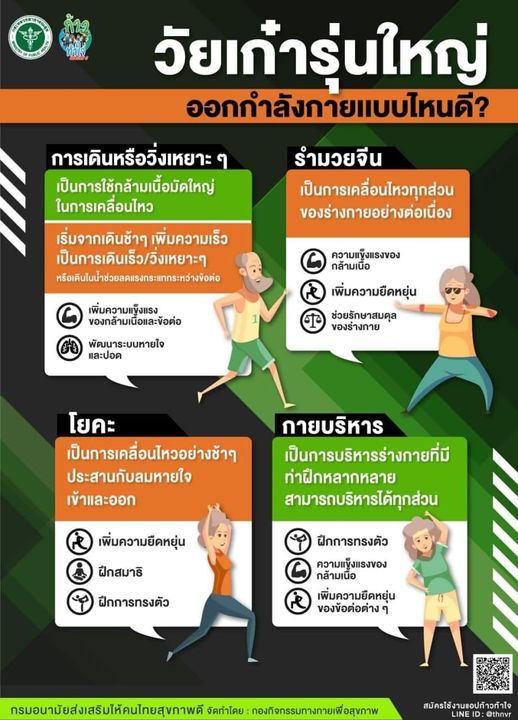 ก้าว
ท้าใจ
วัยเก๋ารุ่นใหญ่
ออกกำลังกายแบบไหนดี?
การเดินหรือวิ่งเหยาะ ๆ
เป็นการใช้กล้ามเนื้อมัดใหญ่
ในการเคลื่อนไหว
เริ่มจากเดินช้าๆ เพิ่มความเร็ว
เป็นการเดินเร็ว/วิ่งเหยาะๆ
หรือเดินในน้ำช่วยลดแรงกระแทกระหว่างข้อต่อ
เพิ่มความแข็งแรง
ของกล้ามเนื้อและข้อต่อ
พัฒนาระบบหายใจ
และปอด
1
รำมวยจีน
เป็นการเคลื่อนไหวทุกส่วน
ของร่างกายอย่างต่อเนื่อง
ความแข็งแรงของ
กล้ามเนื้อ
เพิ่มความยืดหยุ่น
ช่วยรักษาสมดุล
ของร่างกาย
โยคะ
เป็นการเคลื่อนไหวอย่างช้าๆ
ประสานกับลมหายใจ
เข้าและออก
เพิ่มความยืดหยุ่น
ฝึกสมาธิ
ฝึกการทรงตัว
กายบริหาร
เป็นการบริหารร่างกายที่มี
ท่าฝึกหลากหลาย
สามารถบริหารได้ทุกส่วน
ฝึกการทรงตัว
ความแข็งแรงของ
กล้ามเนื้อ
เพิ่มความยืดหยุ่น
ของข้อต่อต่าง ๆ
กรมอนามัยส่งเสริมให้คนไทยสุขภาพดี จัดทำโดย : กองกิจกรรมทางกายเพื่อสุขภาพ
สมัครใช้งานแอปก้าวท้าใจ
LINE ID: @thnvr